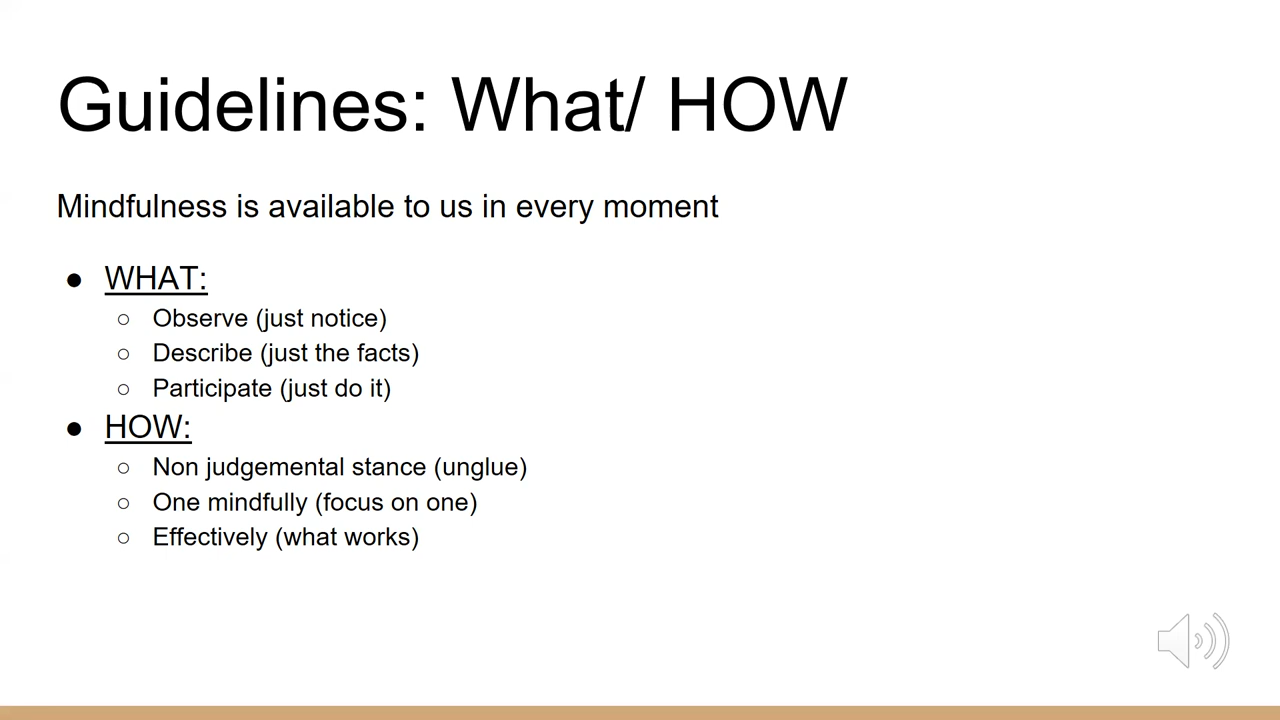 Guidelines: What/ HOW
Mindfulness is available to us in every moment
● WHAT:
○ Observe (just notice)
○ Describe (just the facts)
○ Participate (just do it)
● HOW:
○ Non judgemental stance (unglue)
○ One mindfully (focus on one)
○ Effectively (what works)